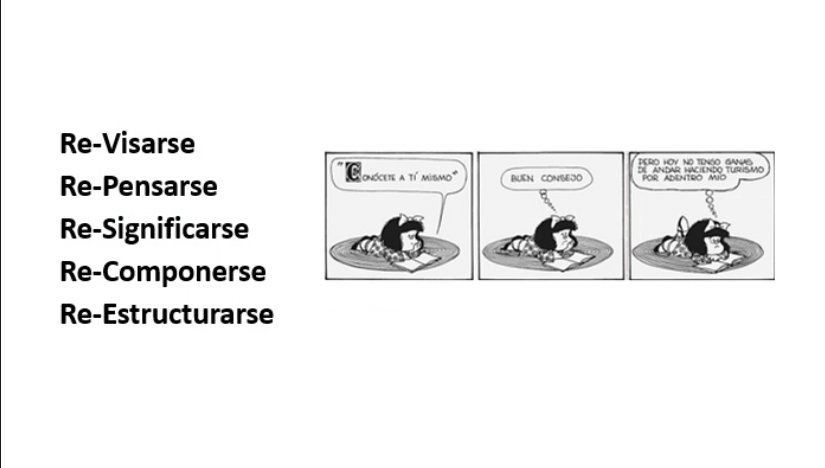 Re-Visarse
Re-Pensarse
Re-Significarse
Re-Componerse
Re-Estructurarse
"CONÓCETE A TÍ MISMO"
BUEN CONSEJO
PERO HOY NO TENGO GANAS
DE ANDAR HACIENDO TURISMO
POR ADENTRO MÍO